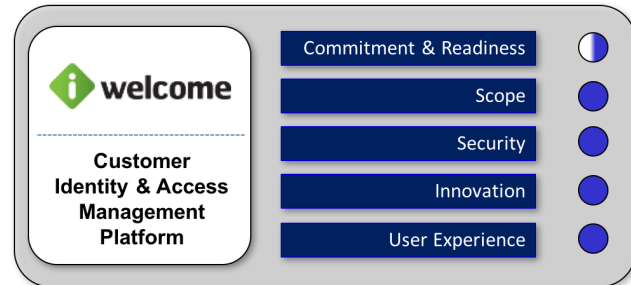 i welcome
Customer
Identity & Access
Management
Platform
Commitment & Readiness
Scope
Security
Innovation
User Experience